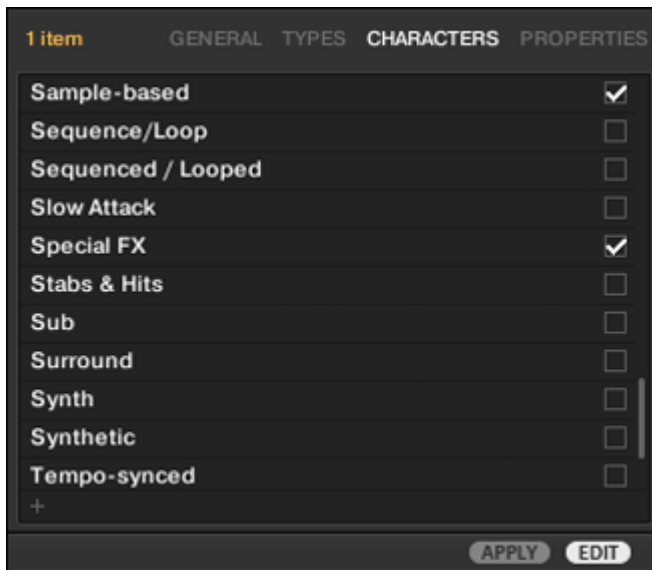 1 item GENERAL TYPES CHARACTERS PROPERTIES
Sample-based
Sequence/Loop
Sequenced / Looped
Slow Attack
Special FX
Stabs & Hits
Sub
Surround
Synth
Synthetic
Tempo-synced
+
APPLY EDIT